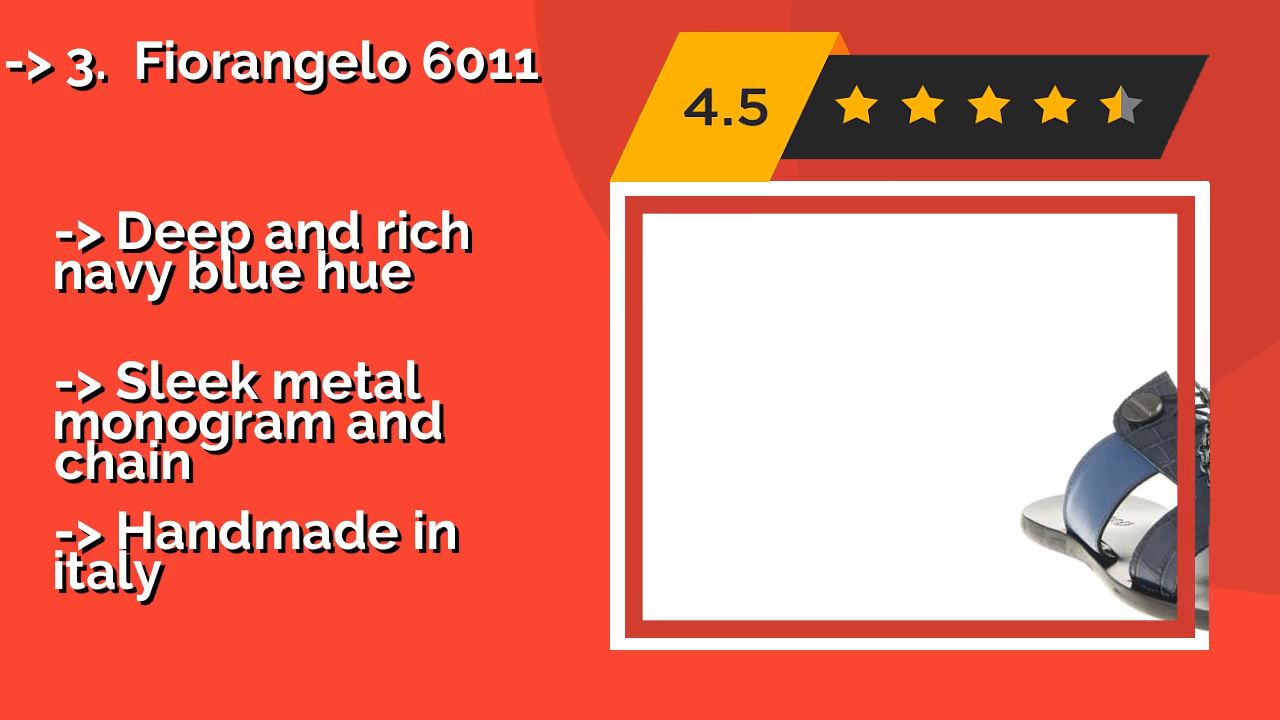 -> 3. Fiorangelo 6011
4.5
-> Deep and rich
navy blue hue
-> Sleek metal
monogram and
chain
-> Handmade in
italy